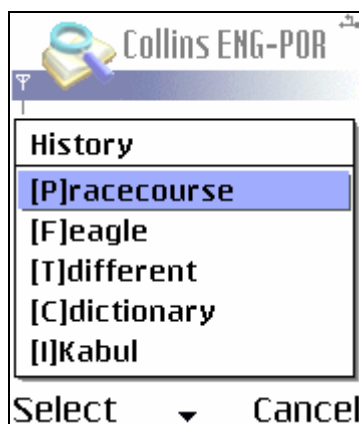 Collins ENG-POR
History
[P]racecourse
[F]eagle
[T]different
[C]dictionary
[I]Kabul
Select Cancel